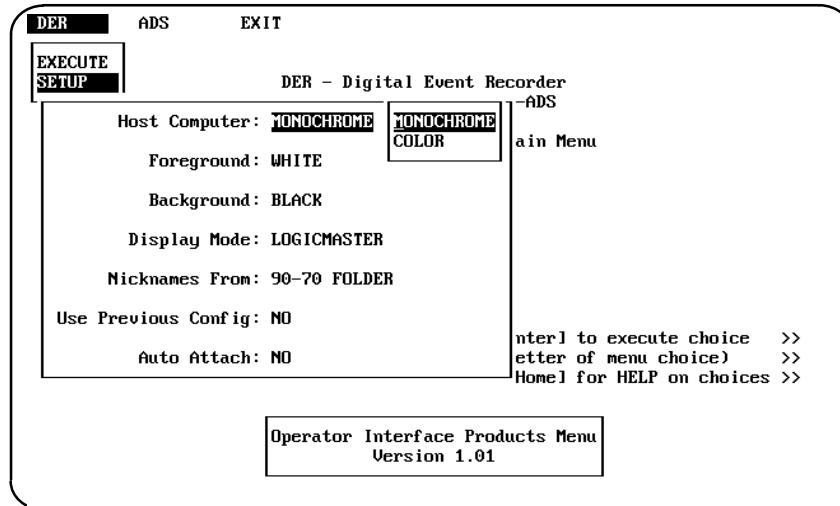 DER ADS EXIT
EXECUTE
SETUP
DER - Digital Event Recorder
-ADS
Host Computer: MONOCHROME
MONOCHROME
COLOR
ain Menu
Foreground: WHITE
Background: BLACK
Display Mode: LOGICMASTER
Nicknames From: 90-70 FOLDER
Use Previous Config: NO
nter] to execute choice >>
Auto Attach: NO
etter of menu choice) >>
Home] for HELP on choices >>
Operator Interface Products Menu
Version 1.01